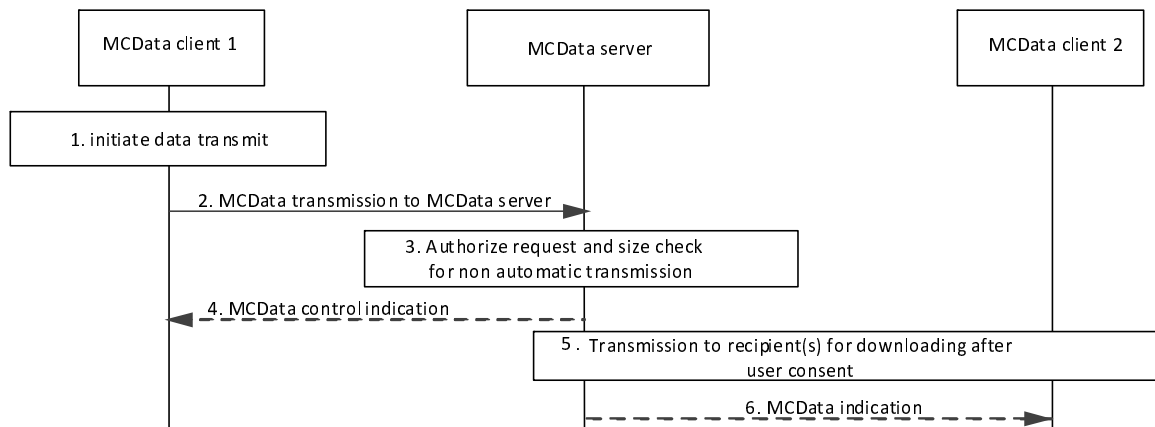 MCData client 1
MCData server
MCData client 2
1. initiate data transmit
2. MCData transmission to MCData server
3. Authorize request and size check
for non automatic transmission
4. MCData control indication
5 . Transmission to recipient(s) for downloading after
user consent
6. MCData indication